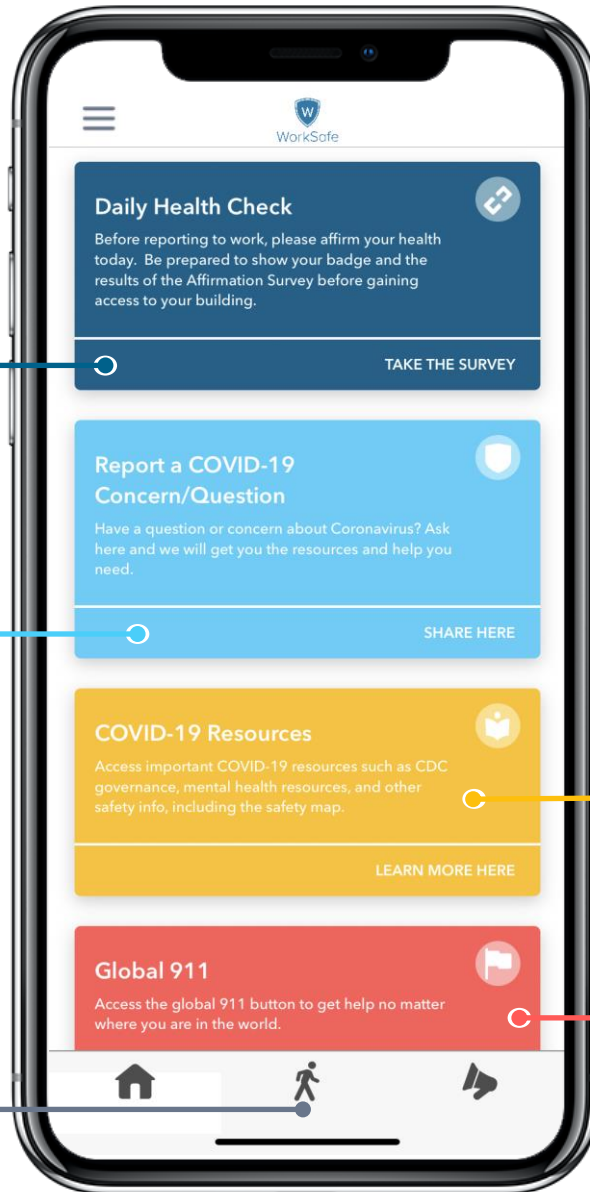 W
WorkSafe
Daily Health Check
Before reporting to work, please affirm your health
today. Be prepared to show your badge and the
results of the Affirmation Survey before gaining
access to your building.
TAKE THE SURVEY
Report a COVID-19
Concern/Question
Have a question or concern about Coronavirus? Ask
here and we will get you the resources and help you
need.
SHARE HERE
COVID-19 Resources
Access important COVID-19 resources such as CDC
governance, mental health resources, and other
safety info, including the safety map.
LEARN MORE HERE
Global 911
Access the global 911 button to get help no matter
where you are in the world.